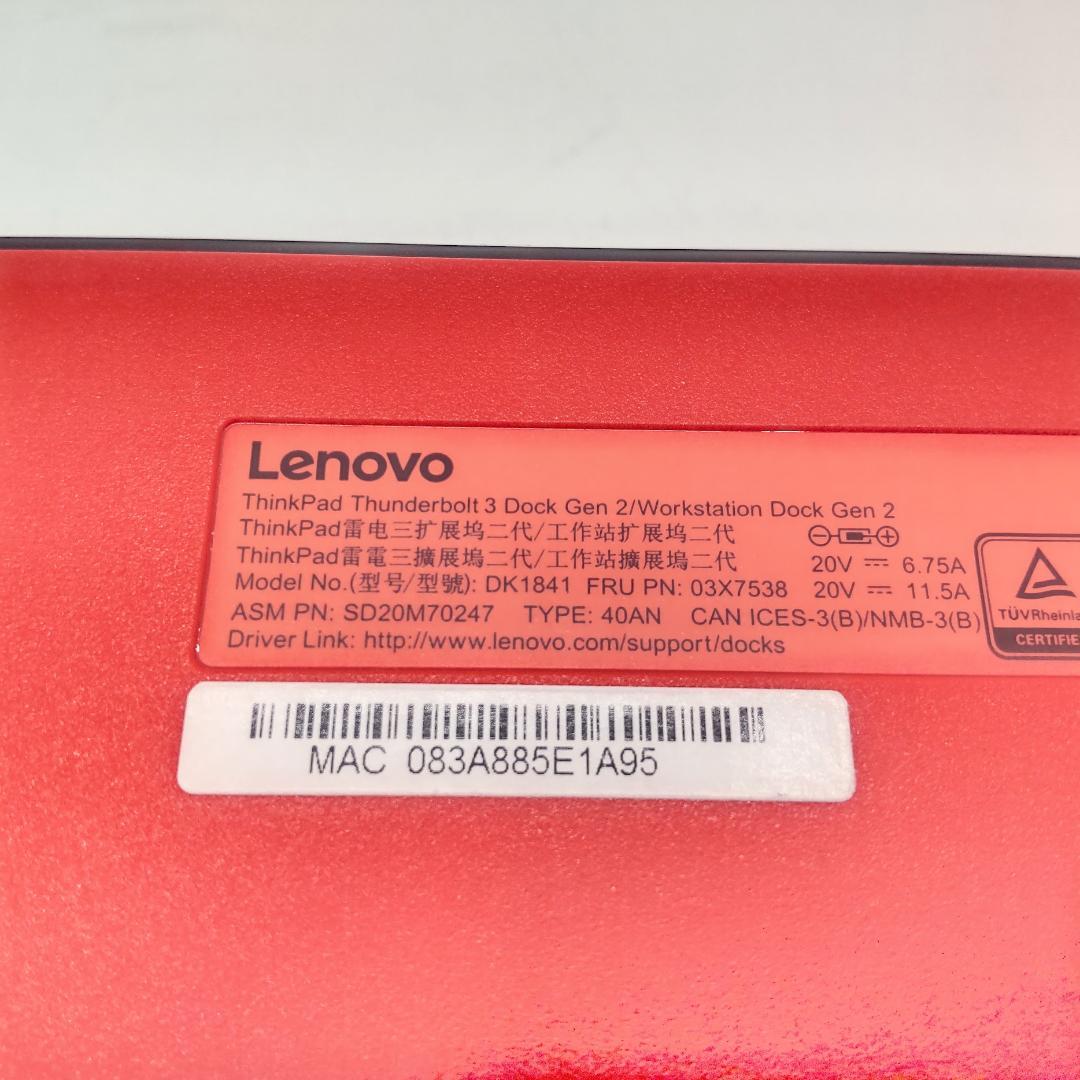 Lenovo
ThinkPad Thunderbolt 3 Dock Gen 2/Workstation Dock Gen 2
ThinkPad雷电三扩展坞二代/工作站扩展坞二代
ThinkPad雷電三擴展塢二代/工作站擴展塢二代
20V ⎓ 6.75A
Model No.(型号/型號): DK1841 FRU PN: 03X7538 20V ⎓ 11.5A
ASM PN: SD20M70247 TYPE: 40AN CAN ICES-3(B)/NMB-3(B)
Driver Link: http://www.lenovo.com/support/docks
TÜVRheinla
CERTIFIE
MAC 083A885E1A95